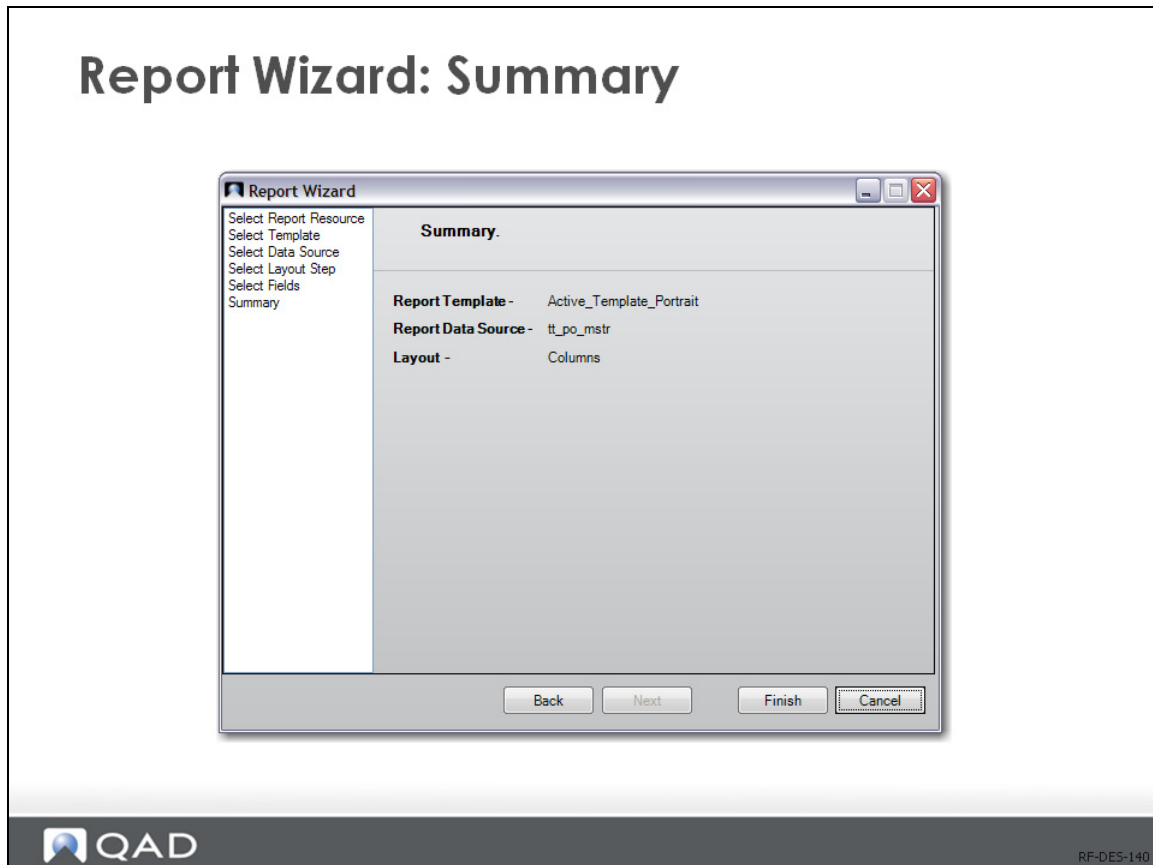 Report Wizard: Summary
Report Wizard
Select Report Resource
Select Template
Select Data Source
Select Layout Step
Select Fields
Summary
Summary.
Report Template - Active_Template_Portrait
Report Data Source - tt_po_mstr
Layout - Columns
Back Next Finish Cancel
QAD
RF-DES-140